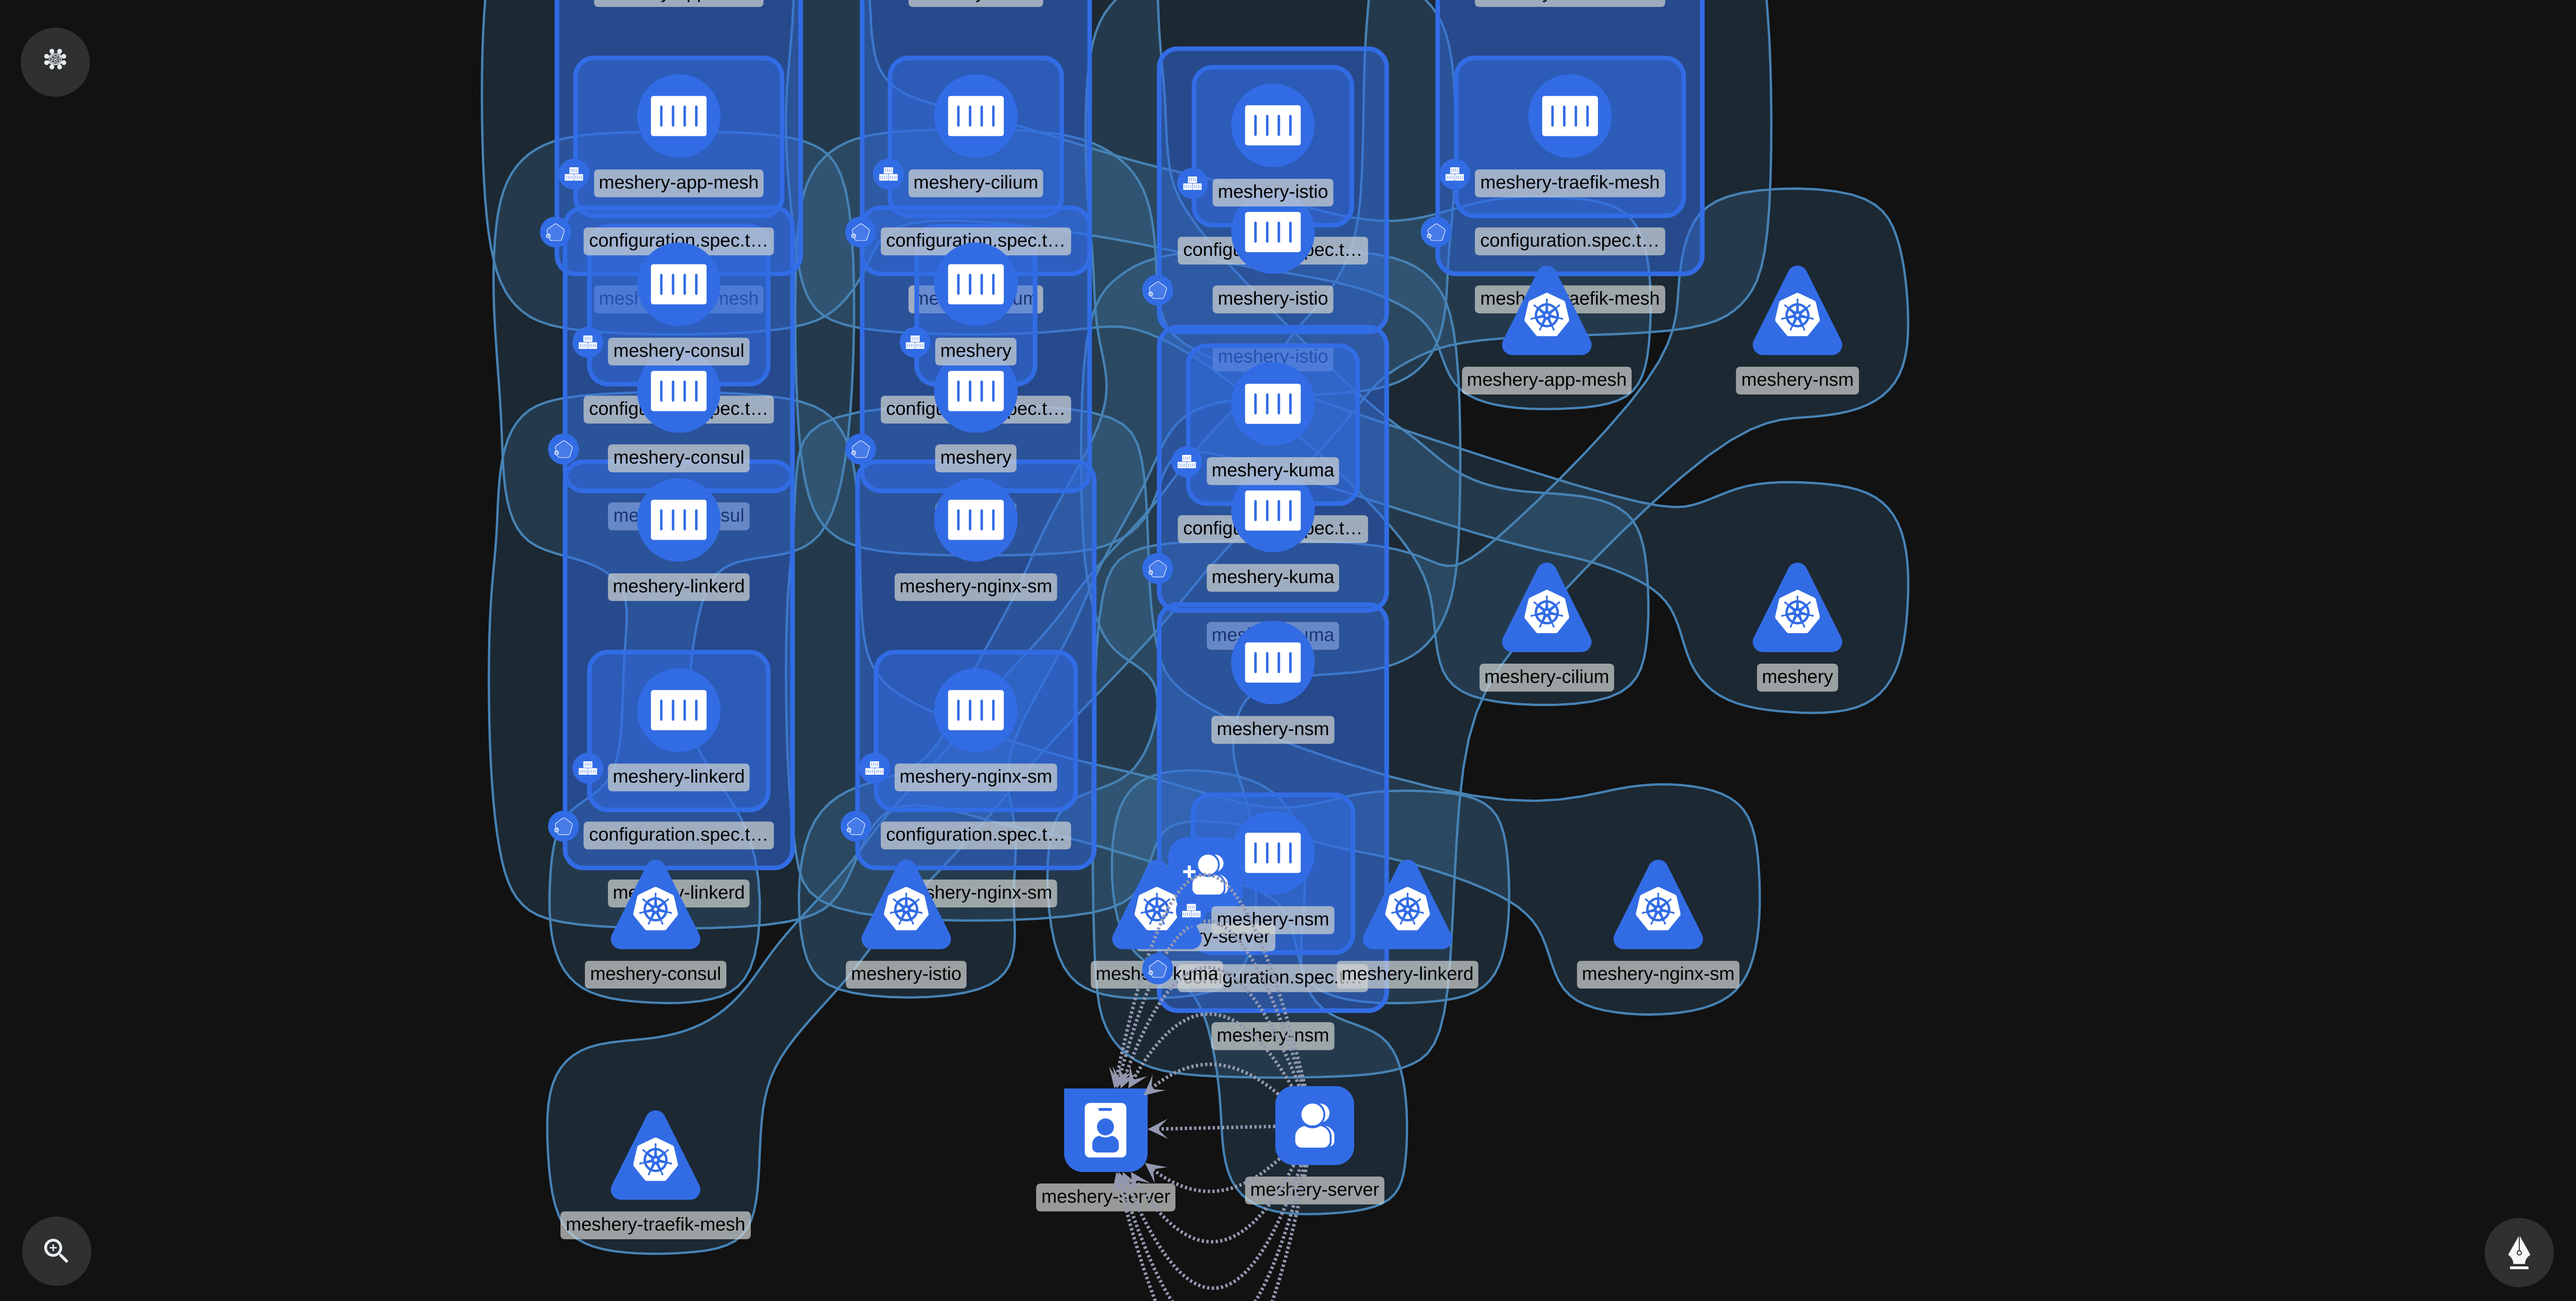 meshery-app-mesh
meshery-cilium
meshery-istio
meshery-traefik-mesh
configuration.spec.t…
configuration.spec.t…
configuration.spec.t…
meshery-istio
meshery-traefik-mesh
meshery-consul
meshery
meshery-istio
meshery-app-mesh
meshery-nsm
meshery-consul
meshery
meshery-kuma
meshery-linkerd
meshery-nginx-sm
meshery-kuma
meshery-cilium
meshery
meshery-nsm
meshery-linkerd
meshery-nginx-sm
configuration.spec.t…
configuration.spec.t…
meshery-nsm
meshery-consul
meshery-istio
meshery-linkerd
meshery-nginx-sm
meshery-nsm
meshery-server
meshery-server
meshery-traefik-mesh